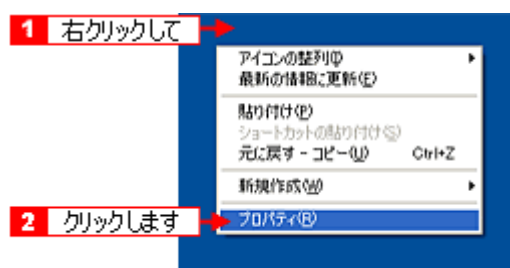 1 右クリックして
アイコンの整列(I)
最新の情報に更新(E)
貼り付け(P)
ショートカットの貼り付け(S)
元に戻す - コピー(U) Ctrl+Z
新規作成(W)
2 クリックします
プロパティ(R)